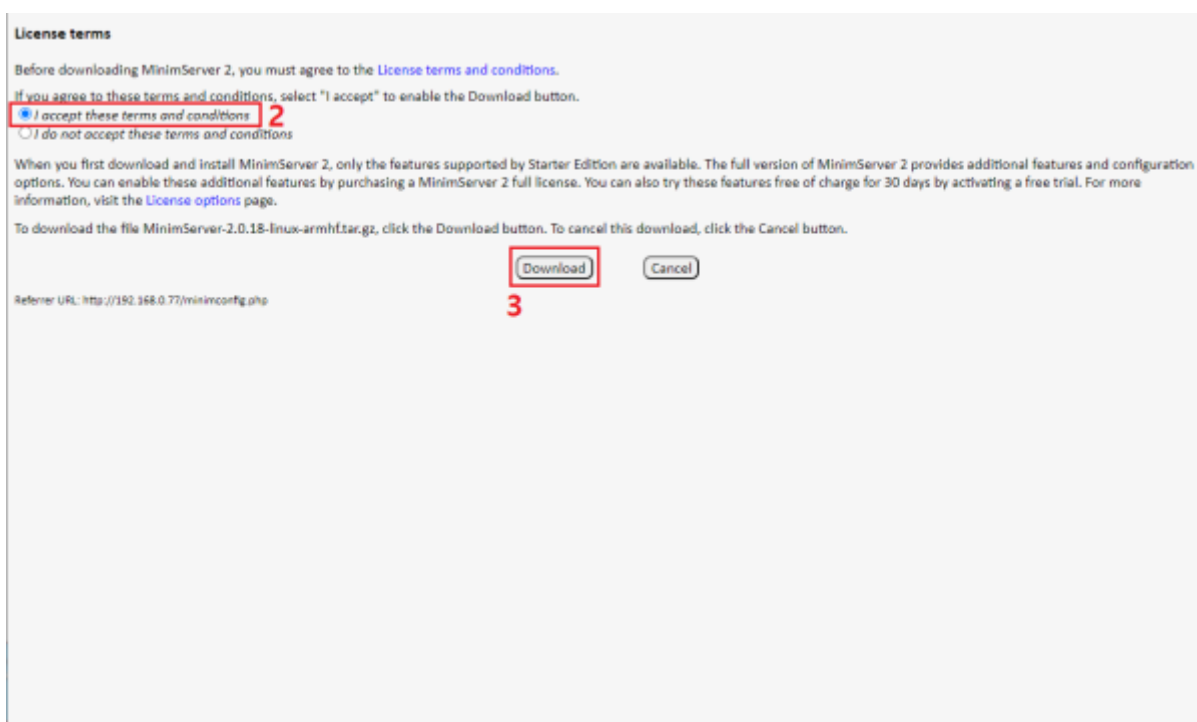 License terms
Before downloading MinimServer 2, you must agree to the License terms and conditions.
If you agree to these terms and conditions, select "I accept" to enable the Download button.
I accept these terms and conditions 2
I do not accept these terms and conditions
When you first download and install MinimServer 2, only the features supported by Starter Edition are available. The full version of MinimServer 2 provides additional features and configuration
options. You can enable these additional features by purchasing a MinimServer 2 full license. You can also try these features free of charge for 30 days by activating a free trial. For more
information, visit the License options page.
To download the file MinimServer-2.0.18-linux-armhf.tar.gz, click the Download button. To cancel this download, click the Cancel button.
Download Cancel
Referrer URL: http://192.168.0.77/minimconfig.php
3